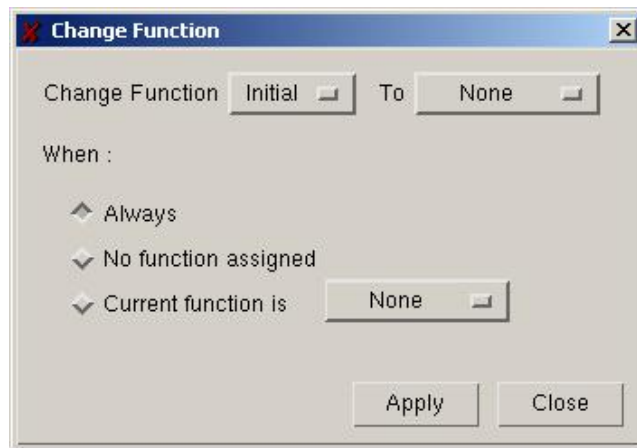 Change Function
Change Function Initial To None
When :
Always
No function assigned
Current function is None
Apply Close